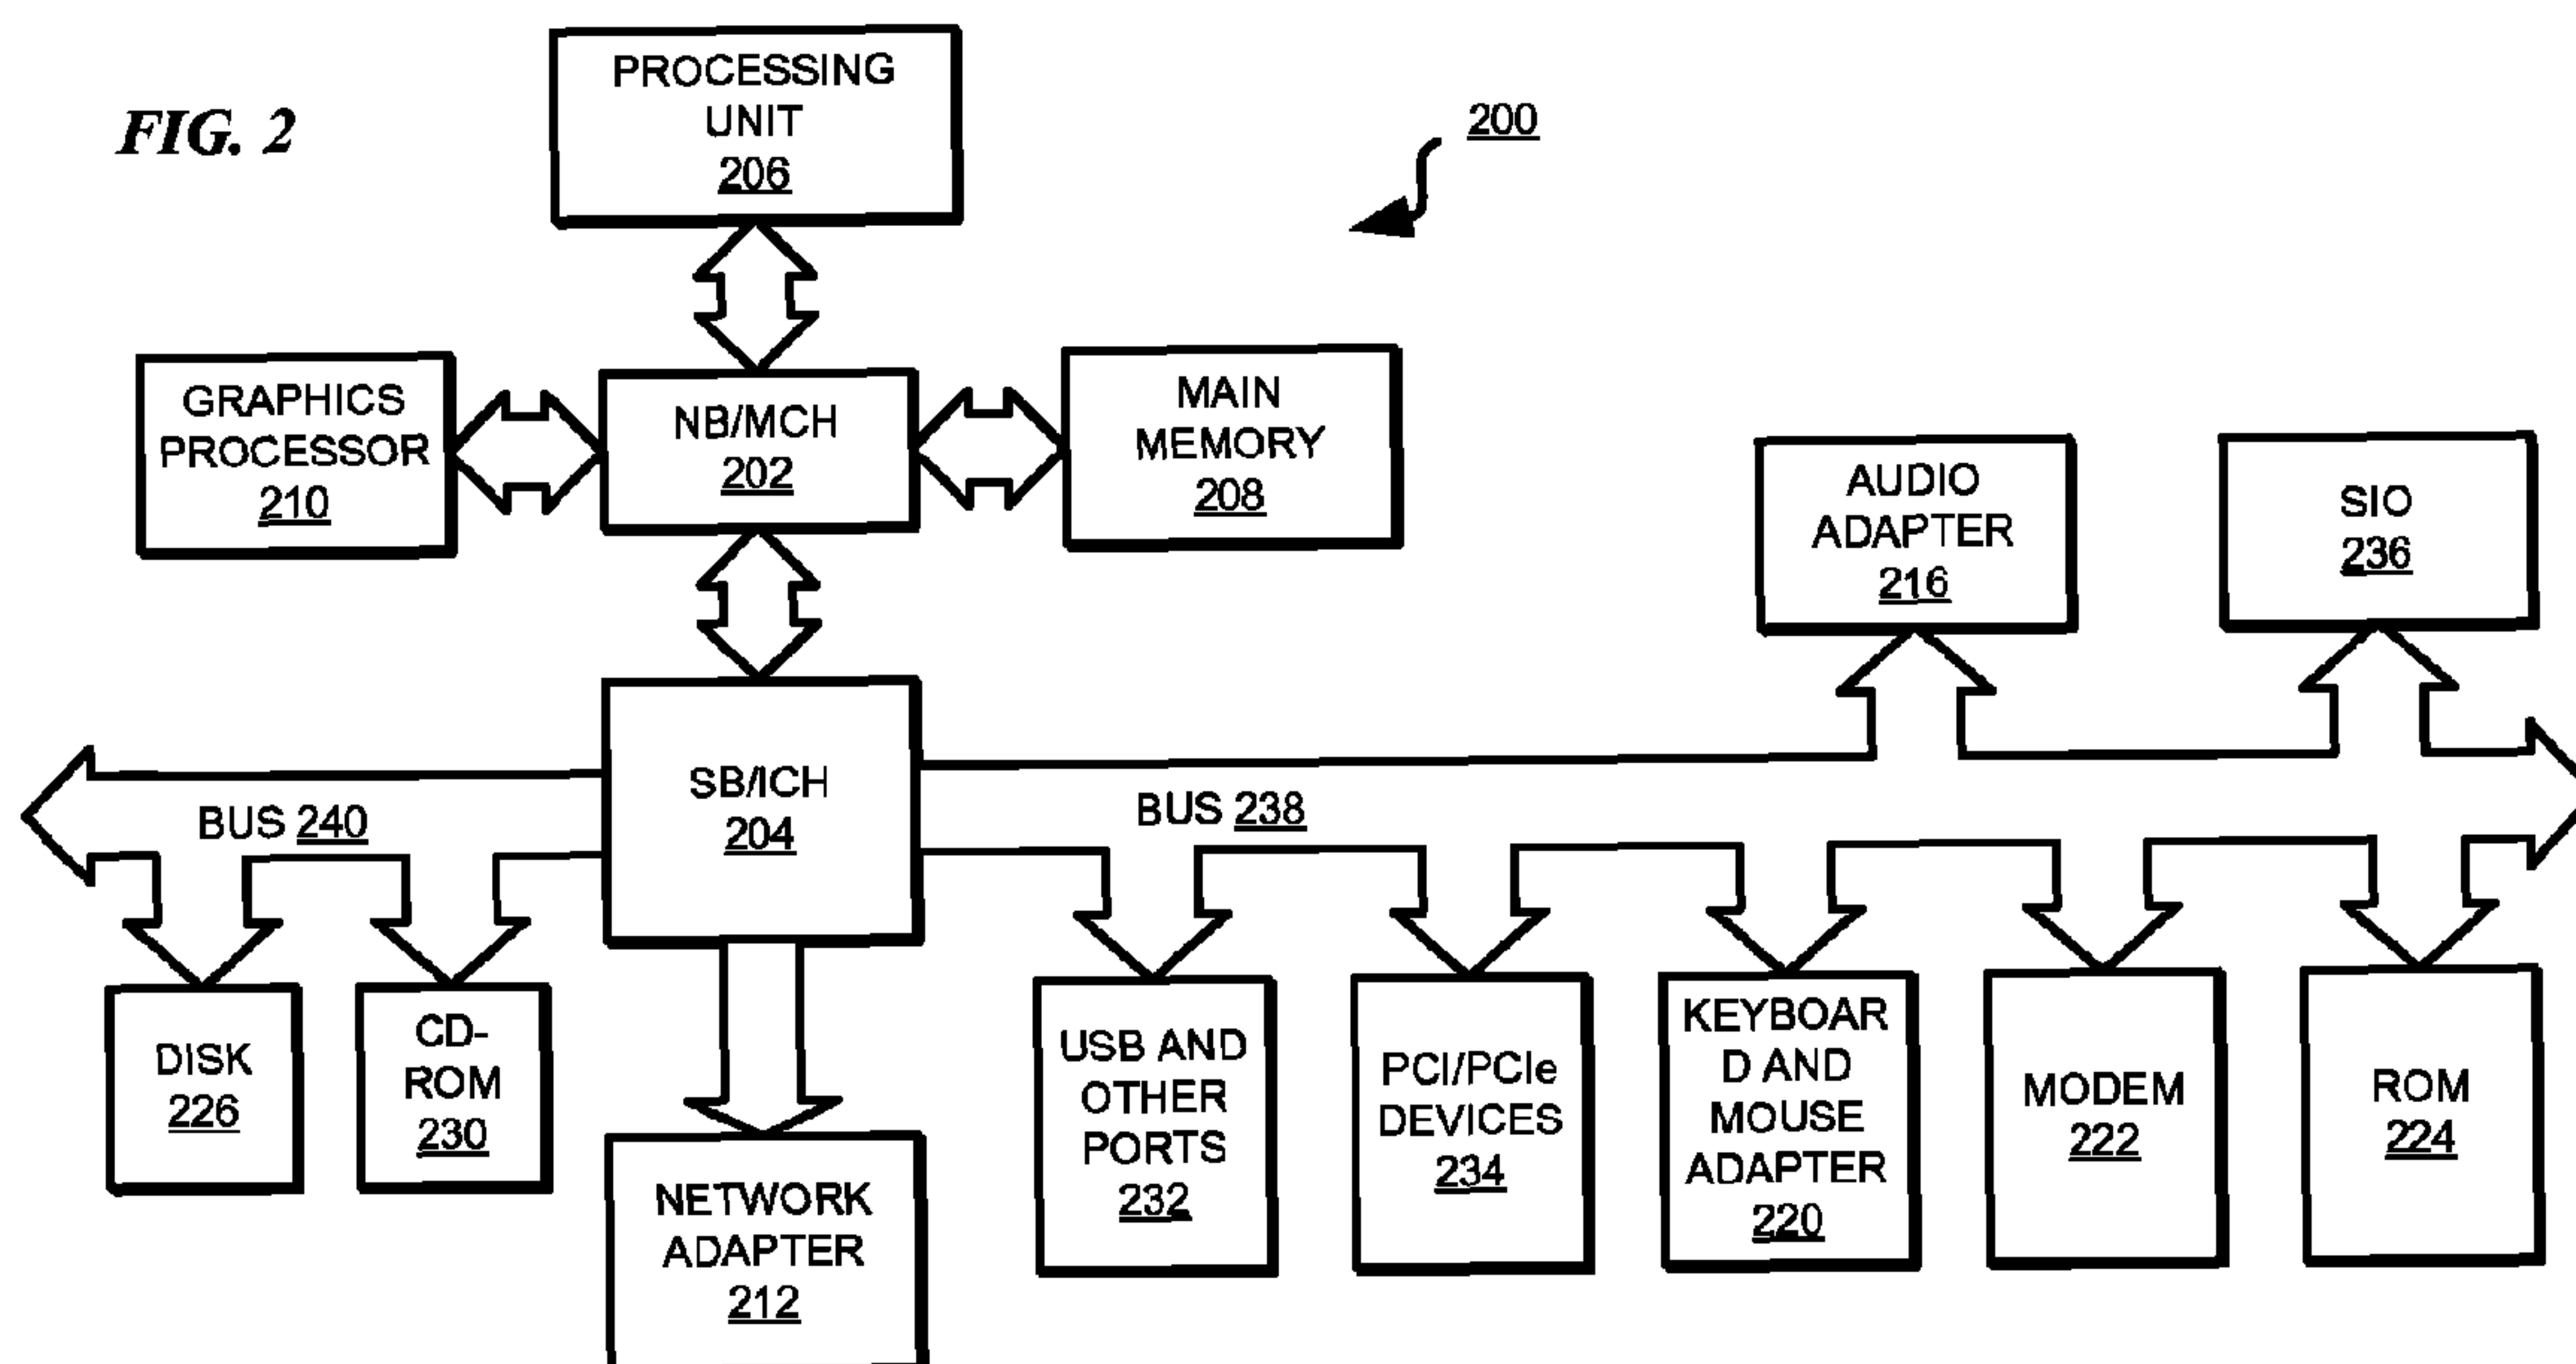 FIG. 2
PROCESSING
UNIT
206
200
GRAPHICS
PROCESSOR
210
NB/MCH
202
MAIN
MEMORY
208
AUDIO
ADAPTER
216
SIO
236
SB/ICH
204
BUS 240
BUS 238
DISK
226
CD-
ROM
230
NETWORK
ADAPTER
212
USB AND
OTHER
PORTS
232
PCI/PCIe
DEVICES
234
KEYBOAR
D AND
MOUSE
ADAPTER
220
MODEM
222
ROM
224